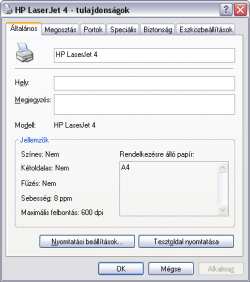 HP LaserJet 4 - tulajdonságok
Általános Megosztás Portok Speciális Biztonság Eszközbeállítások
HP LaserJet 4
Hely:
Megjegyzés:
Modell: HP LaserJet 4
Jellemzők
Színes: Nem Rendelkezésre álló papír:
Kétoldalas: Nem A4
Fűzés: Nem
Sebesség: 8 ppm
Maximális felbontás: 600 dpi
Nyomtatási beállítások... Tesztoldal nyomtatása
OK Mégse Alkalmaz